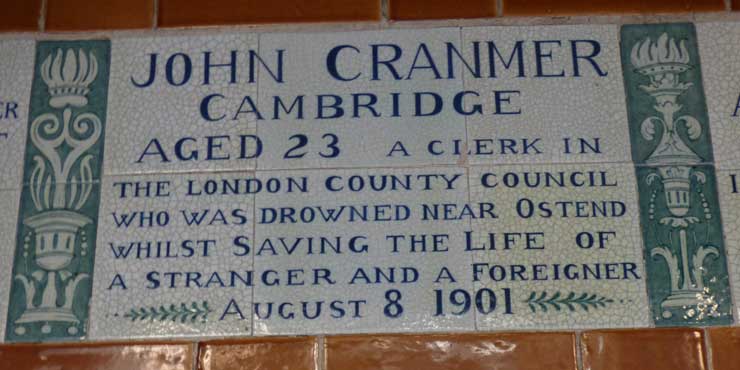 JOHN CRANMER
CAMBRIDGE
AGED 23 A CLERK IN
THE LONDON COUNTY COUNCIL
WHO WAS DROWNED NEAR OSTEND
WHILST SAVING THE LIFE OF
A STRANGER AND A FOREIGNER
AUGUST 8 1901